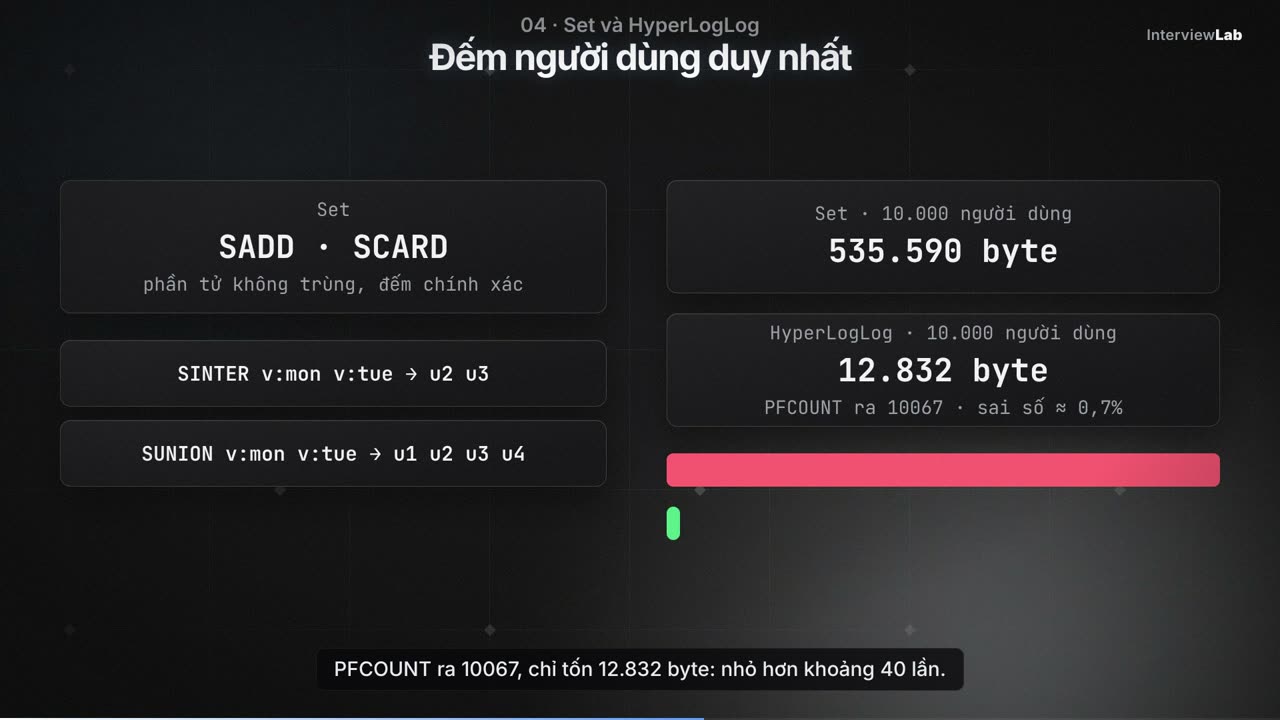 04 · Set và HyperLogLog
Đếm người dùng duy nhất
InterviewLab
Set
SADD · SCARD
phần tử không trùng, đếm chính xác
SINTER v:mon v:tue → u2 u3
SUNION v:mon v:tue → u1 u2 u3 u4
Set · 10.000 người dùng
535.590 byte
HyperLogLog · 10.000 người dùng
12.832 byte
PFCOUNT ra 10067 · sai số ≈ 0,7%
PFCOUNT ra 10067, chỉ tốn 12.832 byte: nhỏ hơn khoảng 40 lần.